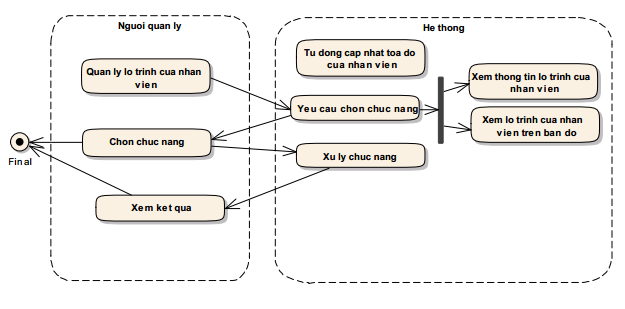 Nguoi quan ly
He thong
Tu dong cap nhat toa do
cua nhan vien
Quan ly lo trinh cua nhan
vien
Xem thong tin lo trinh cua
nhan vien
Yeu cau chon chuc nang
Xem lo trinh cua nhan
vien tren ban do
Chon chuc nang
Final
Xu ly chuc nang
Xem ket qua